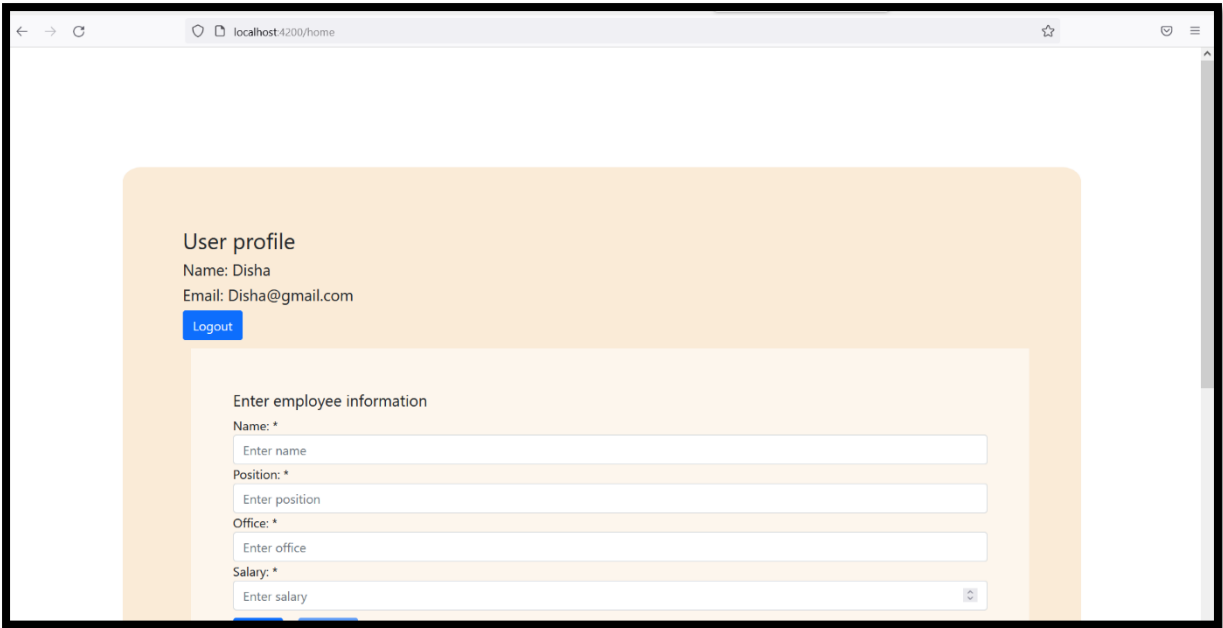 localhost:4200/home
User profile
Name: Disha
Email: Disha@gmail.com
Logout
Enter employee information
Name: *
Enter name
Position: *
Enter position
Office: *
Enter office
Salary: *
Enter salary